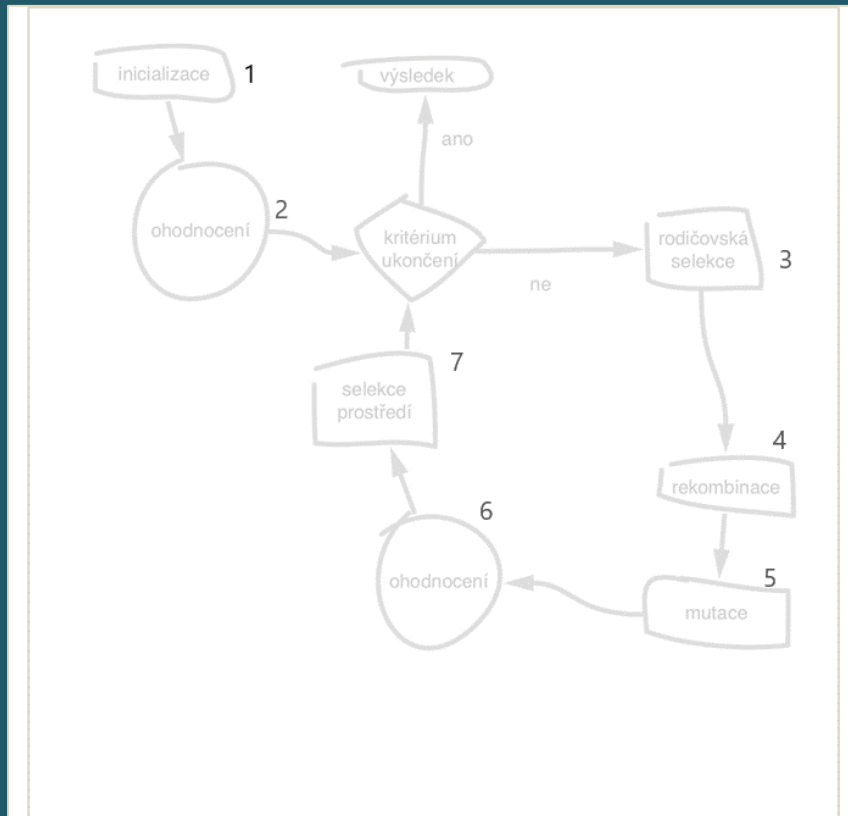 inicializace
1
výsledek
ano
ohodnocení
2
kritérium
ukončení
ne
rodičovská
selekce
3
selekce
prostředí
7
4
rekombinace
6
ohodnocení
5
mutace